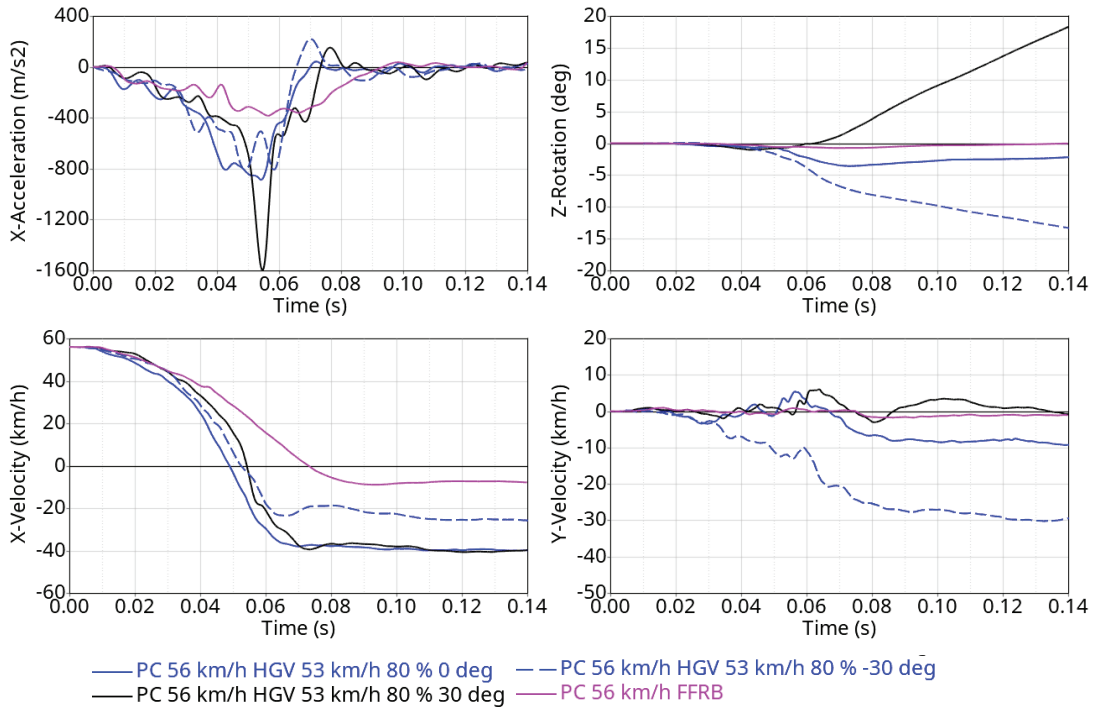 400
0
-400
-800
-1200
-1600
X-Acceleration (m/s2)
0.00 0.02 0.04 0.06 0.08 0.10 0.12 0.14
Time (s)
20
15
10
5
0
-5
-10
-15
-20
Z-Rotation (deg)
0.00 0.02 0.04 0.06 0.08 0.10 0.12 0.14
Time (s)
60
40
20
0
-20
-40
-60
X-Velocity (km/h)
0.00 0.02 0.04 0.06 0.08 0.10 0.12 0.14
Time (s)
20
10
0
-10
-20
-30
-40
-50
Y-Velocity (km/h)
0.00 0.02 0.04 0.06 0.08 0.10 0.12 0.14
Time (s)
PC 56 km/h HGV 53 km/h 80 % 0 deg
PC 56 km/h HGV 53 km/h 80 % -30 deg
PC 56 km/h HGV 53 km/h 80 % 30 deg
PC 56 km/h FFRB